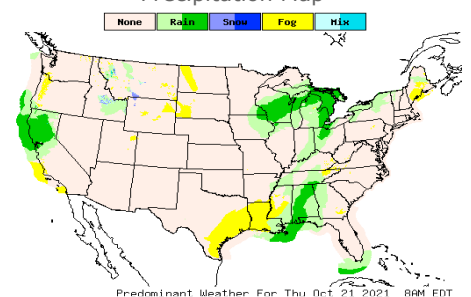 Precipitation Map
None Rain Snow Fog Mix
Predominant Weather For Thu Oct 21 2021 8AM EDT